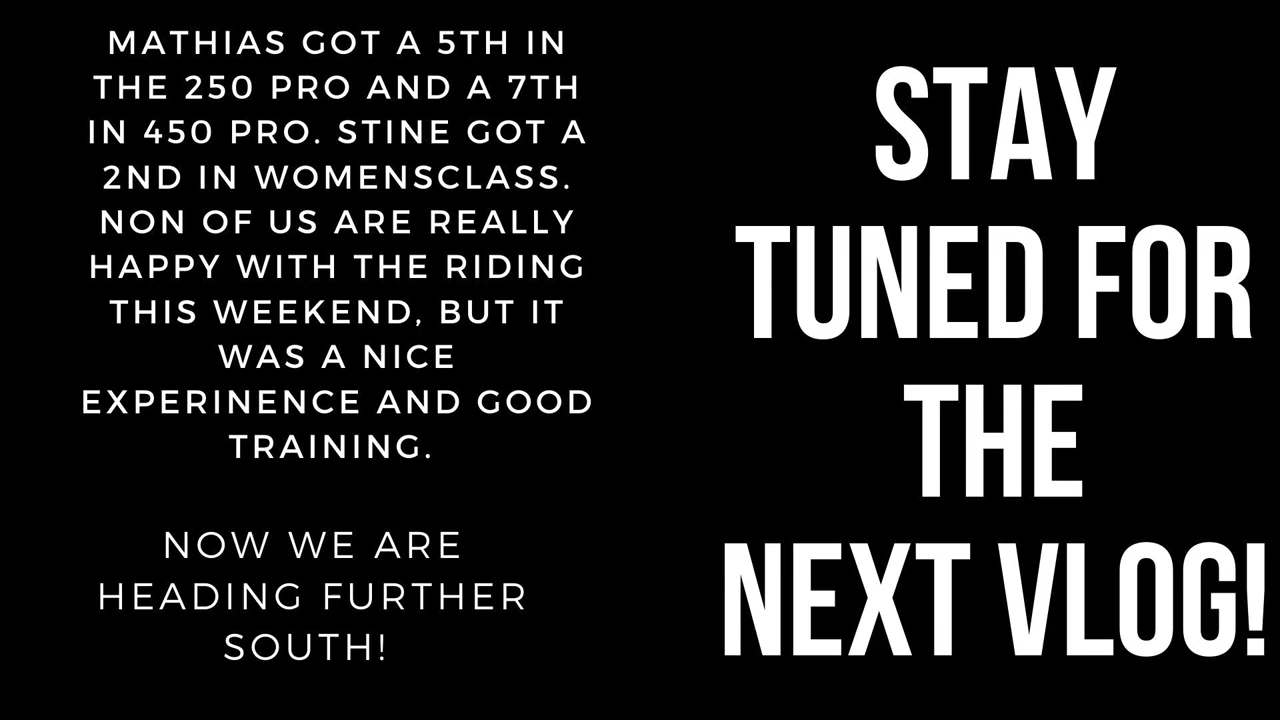 MATHIAS GOT A 5TH IN
THE 250 PRO AND A 7TH
IN 450 PRO. STINE GOT A
2ND IN WOMENSCLASS.
NON OF US ARE REALLY
HAPPY WITH THE RIDING
THIS WEEKEND, BUT IT
WAS A NICE
EXPERINENCE AND GOOD
TRAINING.
NOW WE ARE
HEADING FURTHER
SOUTH!
STAY
TUNED FOR
THE
NEXT VLOG!